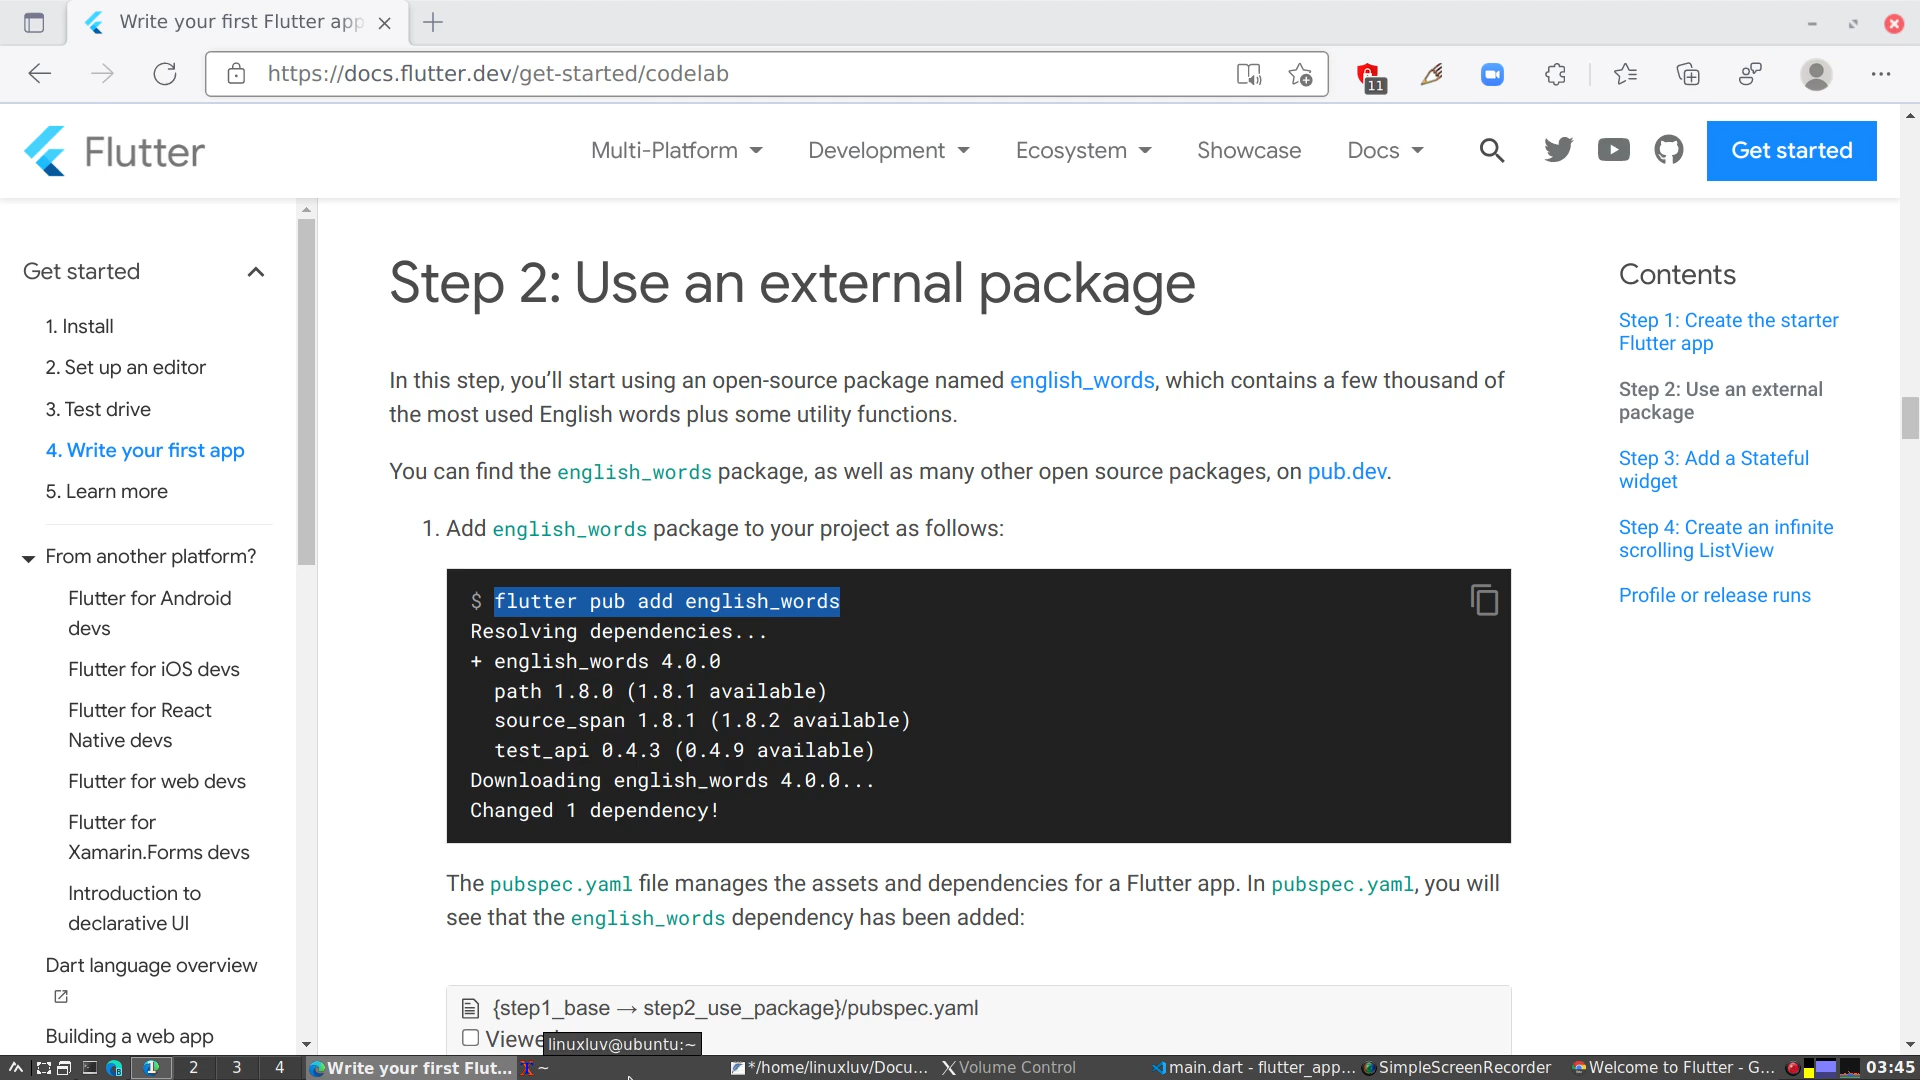 Write your first Flutter app
https://docs.flutter.dev/get-started/codelab
11
Flutter
Multi-Platform
Development
Ecosystem
Showcase
Docs
Get started
Get started
1. Install
2. Set up an editor
3. Test drive
4. Write your first app
5. Learn more
From another platform?
Flutter for Android
devs
Flutter for iOS devs
Flutter for React
Native devs
Flutter for web devs
Flutter for
Xamarin.Forms devs
Introduction to
declarative UI
Dart language overview
Building a web app
Step 2: Use an external package
In this step, you’ll start using an open-source package named english_words, which contains a few thousand of
the most used English words plus some utility functions.
You can find the english_words package, as well as many other open source packages, on pub.dev.
1. Add english_words package to your project as follows:
$ flutter pub add english_words
Resolving dependencies...
+ english_words 4.0.0
path 1.8.0 (1.8.1 available)
source_span 1.8.1 (1.8.2 available)
test_api 0.4.3 (0.4.9 available)
Downloading english_words 4.0.0...
Changed 1 dependency!
The pubspec.yaml file manages the assets and dependencies for a Flutter app. In pubspec.yaml, you will
see that the english_words dependency has been added:
{step1_base → step2_use_package}/pubspec.yaml
Viewe
linuxluv@ubuntu:~
Contents
Step 1: Create the starter
Flutter app
Step 2: Use an external
package
Step 3: Add a Stateful
widget
Step 4: Create an infinite
scrolling ListView
Profile or release runs
1 2 3 4 Write your first Flut... ~ */home/linuxluv/Docu... Volume Control main.dart - flutter_app... SimpleScreenRecorder Welcome to Flutter - G... 03:45